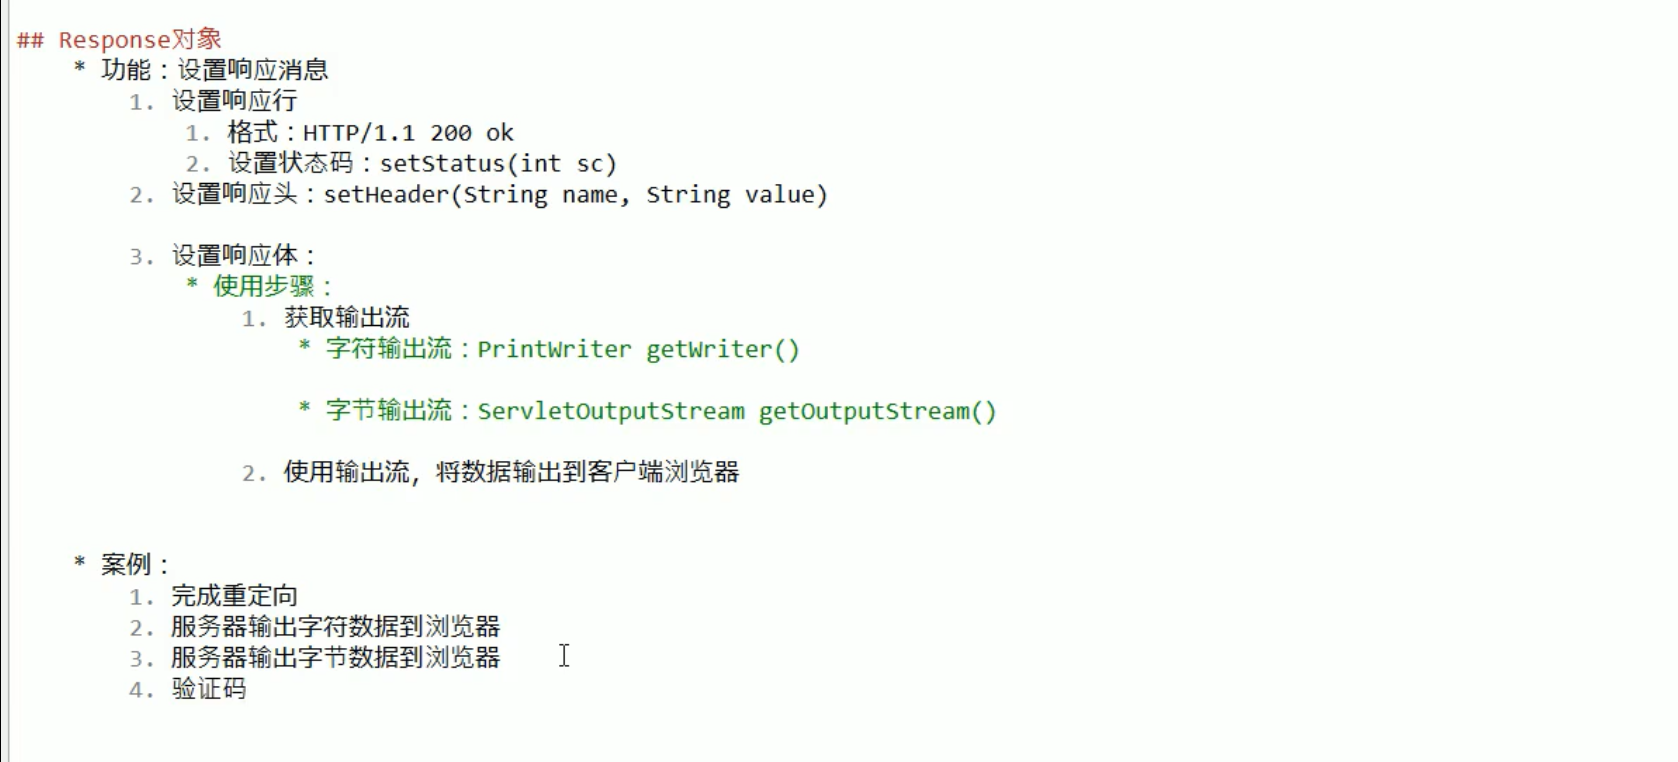 ## Response对象
* 功能：设置响应消息
1. 设置响应行
1. 格式：HTTP/1.1 200 ok
2. 设置状态码：setStatus(int sc)
2. 设置响应头：setHeader(String name, String value)
3. 设置响应体：
* 使用步骤：
1. 获取输出流
* 字符输出流：PrintWriter getWriter()
* 字节输出流：ServletOutputStream getOutputStream()
2. 使用输出流，将数据输出到客户端浏览器
* 案例：
1. 完成重定向
2. 服务器输出字符数据到浏览器
3. 服务器输出字节数据到浏览器
4. 验证码